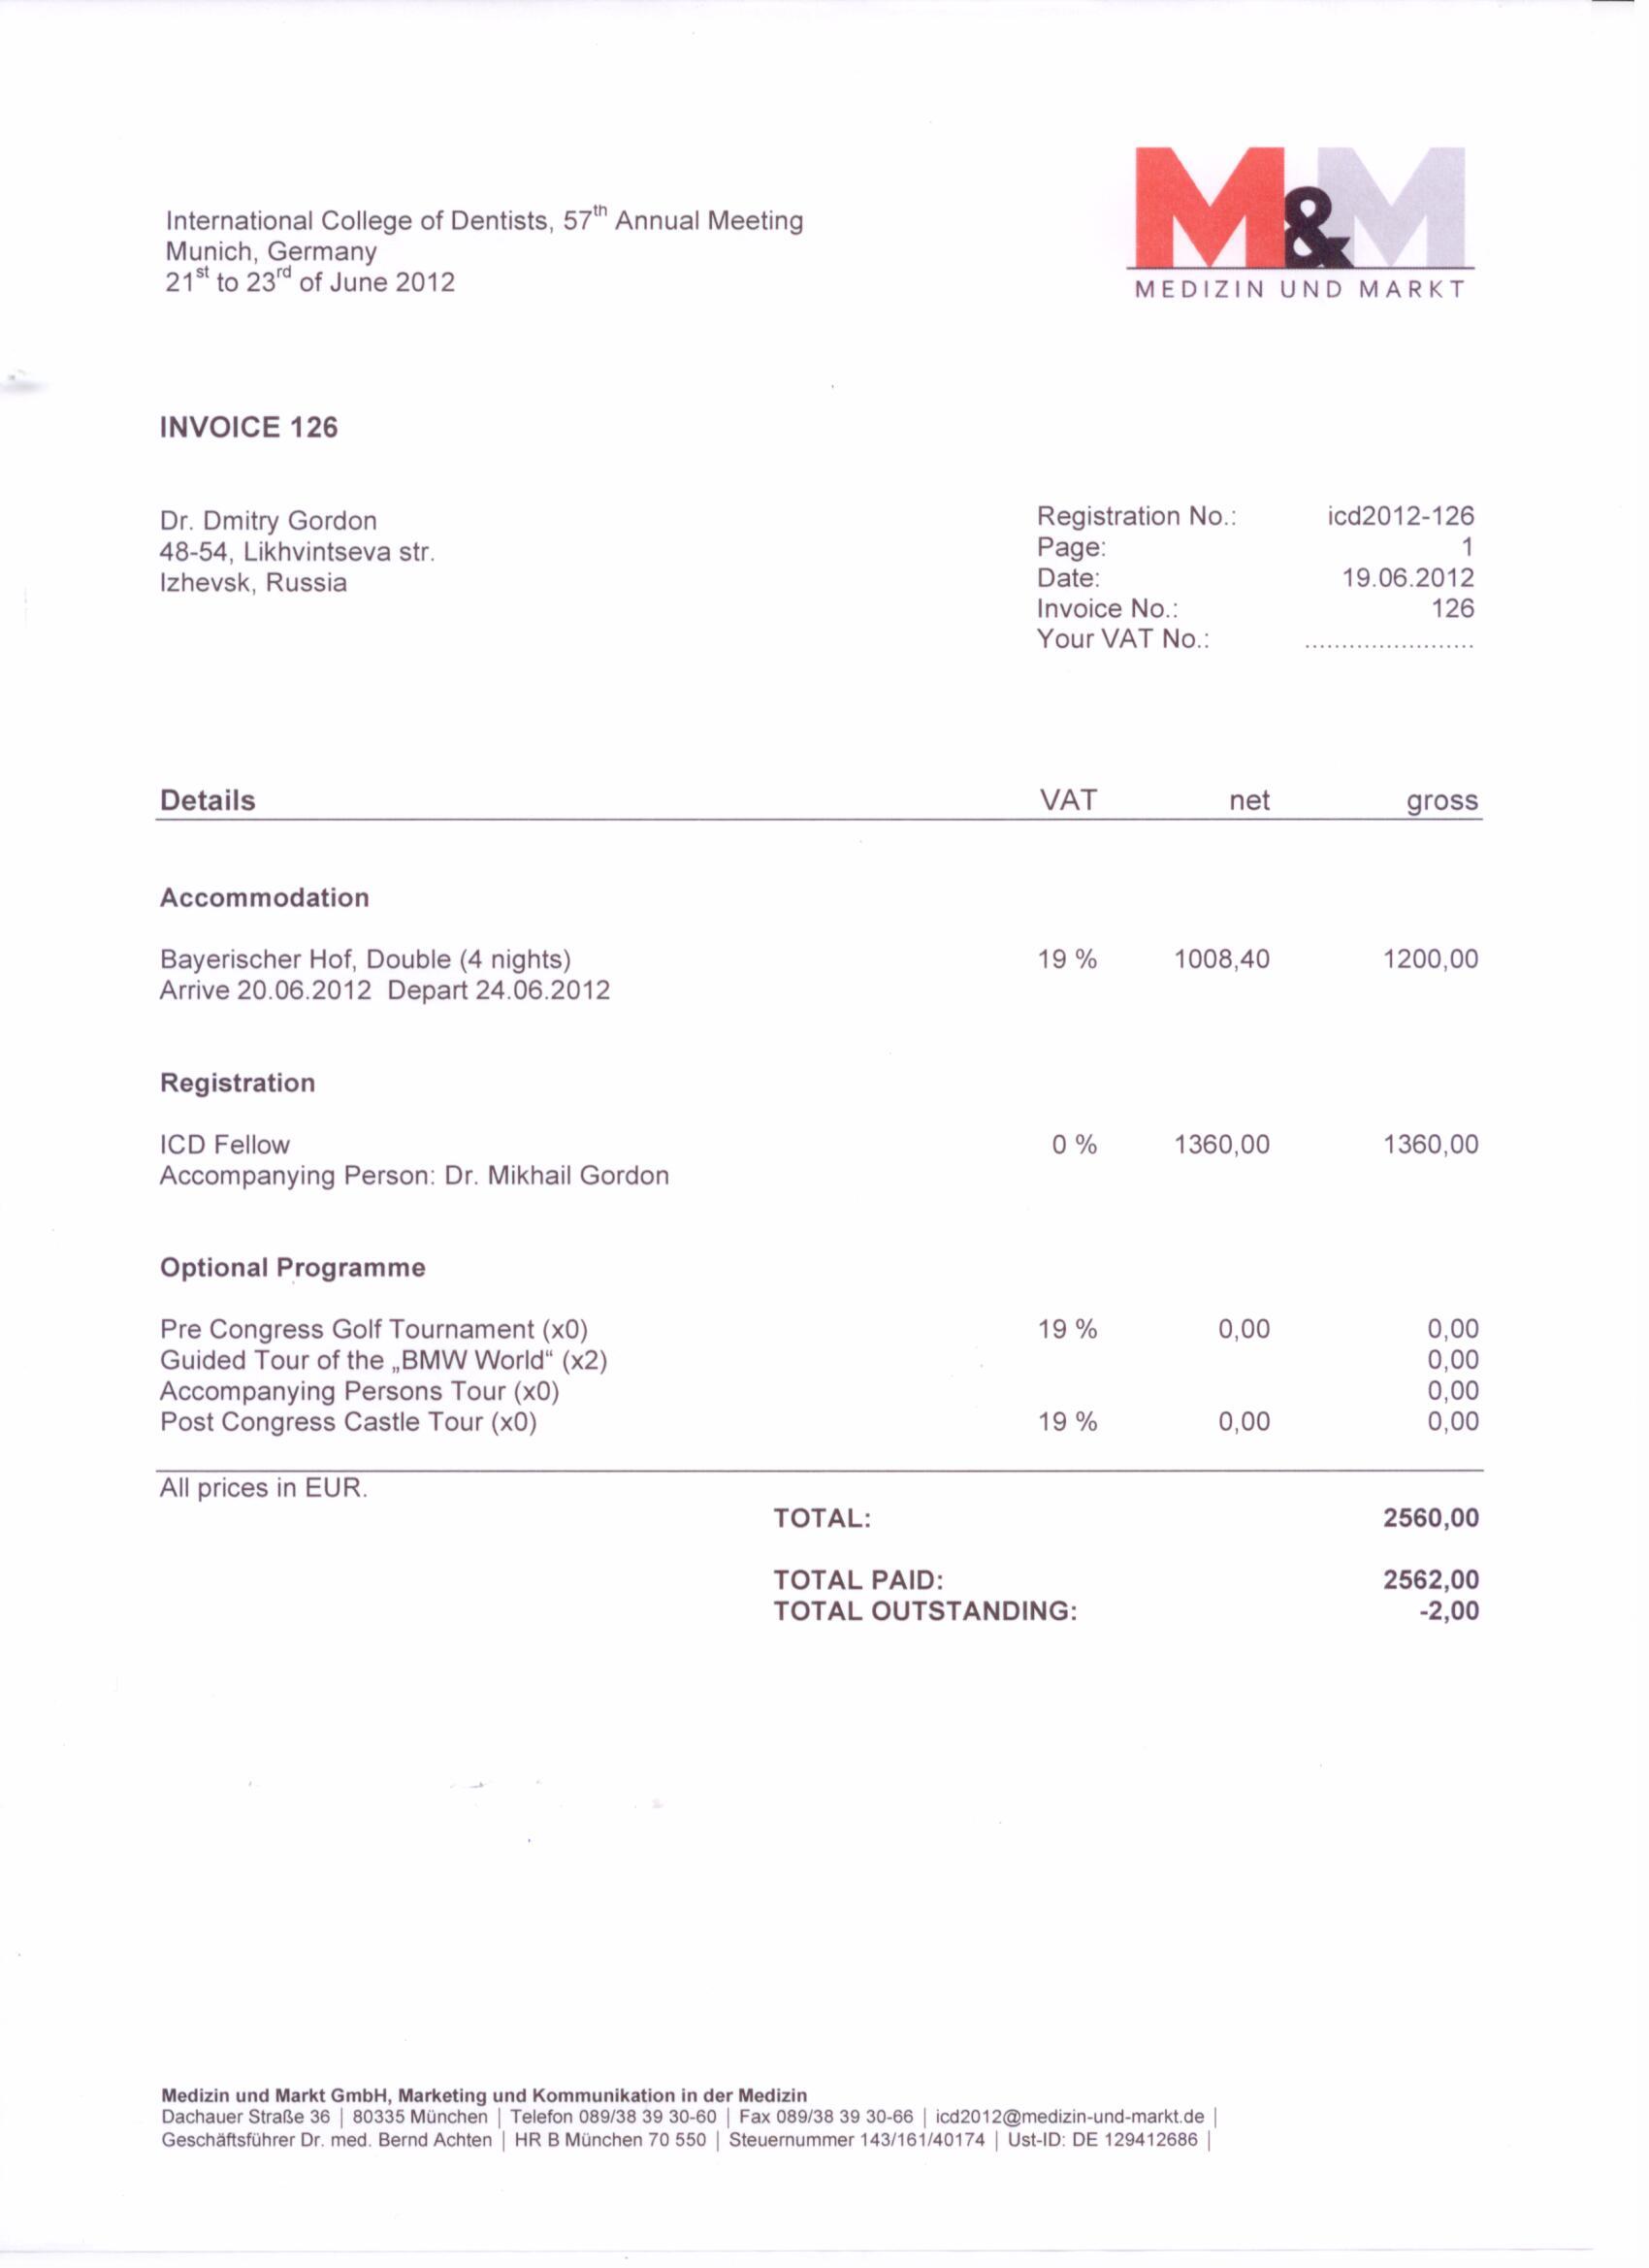 M&M
MEDIZIN UND MARKT
International College of Dentists, 57th Annual Meeting
Munich, Germany
21st to 23rd of June 2012
INVOICE 126
Dr. Dmitry Gordon
48-54, Likhvintseva str.
Izhevsk, Russia
Registration No.: icd2012-126
Page: 1
Date: 19.06.2012
Invoice No.: 126
Your VAT No.: .......................
Details VAT net gross
Accommodation
Bayerischer Hof, Double (4 nights) 19 % 1008,40 1200,00
Arrive 20.06.2012 Depart 24.06.2012
Registration
ICD Fellow 0 % 1360,00 1360,00
Accompanying Person: Dr. Mikhail Gordon
Optional Programme
Pre Congress Golf Tournament (x0) 19 % 0,00 0,00
Guided Tour of the „BMW World“ (x2) 0,00
Accompanying Persons Tour (x0) 0,00
Post Congress Castle Tour (x0) 19 % 0,00 0,00
All prices in EUR.
TOTAL: 2560,00
TOTAL PAID: 2562,00
TOTAL OUTSTANDING: -2,00
Medizin und Markt GmbH, Marketing und Kommunikation in der Medizin
Dachauer Straße 36 | 80335 München | Telefon 089/38 39 30-60 | Fax 089/38 39 30-66 | icd2012@medizin-und-markt.de |
Geschäftsführer Dr. med. Bernd Achten | HR B München 70 550 | Steuernummer 143/161/40174 | Ust-ID: DE 129412686 |